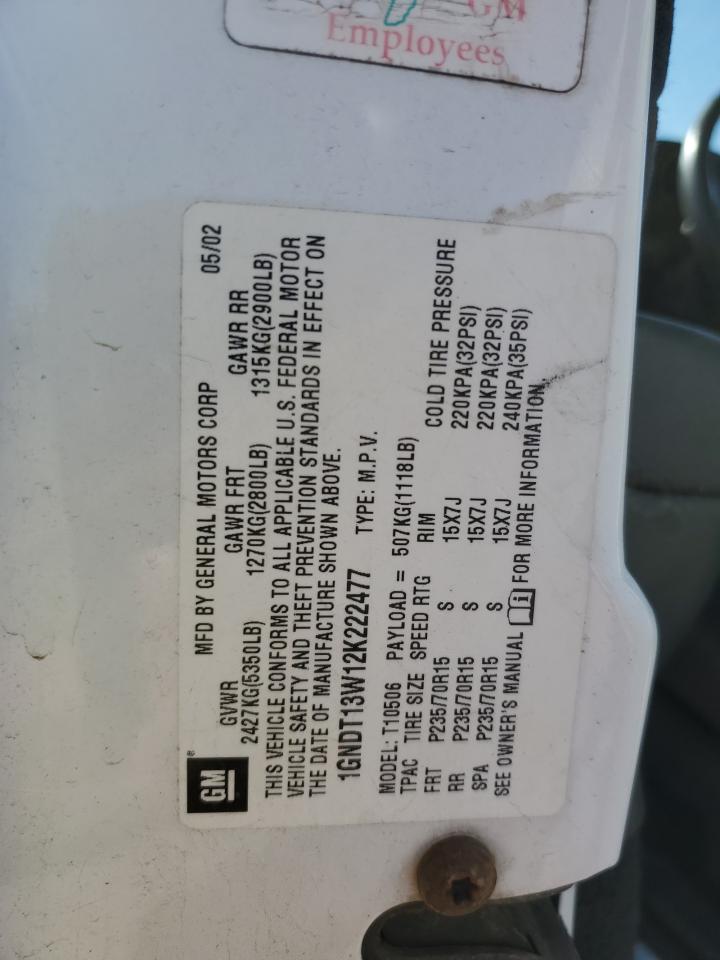 GM
Employees
GM ®
MFD BY GENERAL MOTORS CORP 05/02
GVWR GAWR FRT GAWR RR
2427KG(5350LB) 1270KG(2800LB) 1315KG(2900LB)
THIS VEHICLE CONFORMS TO ALL APPLICABLE U.S. FEDERAL MOTOR
VEHICLE SAFETY AND THEFT PREVENTION STANDARDS IN EFFECT ON
THE DATE OF MANUFACTURE SHOWN ABOVE.
1GNDT13W12K222477 TYPE: M.P.V.
MODEL: T10506 PAYLOAD = 507KG(1118LB)
TPAC TIRE SIZE SPEED RTG RIM COLD TIRE PRESSURE
FRT P235/70R15 S 15X7J 220KPA(32PSI)
RR P235/70R15 S 15X7J 220KPA(32PSI)
SPA P235/70R15 S 15X7J 240KPA(35PSI)
SEE OWNER'S MANUAL i FOR MORE INFORMATION.